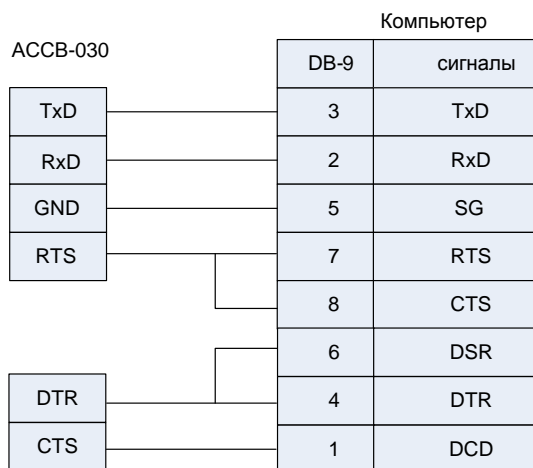 Компьютер
АССВ-030
DB-9 сигналы
TxD 3 TxD
RxD 2 RxD
GND 5 SG
RTS 7 RTS
8 CTS
6 DSR
DTR 4 DTR
CTS 1 DCD